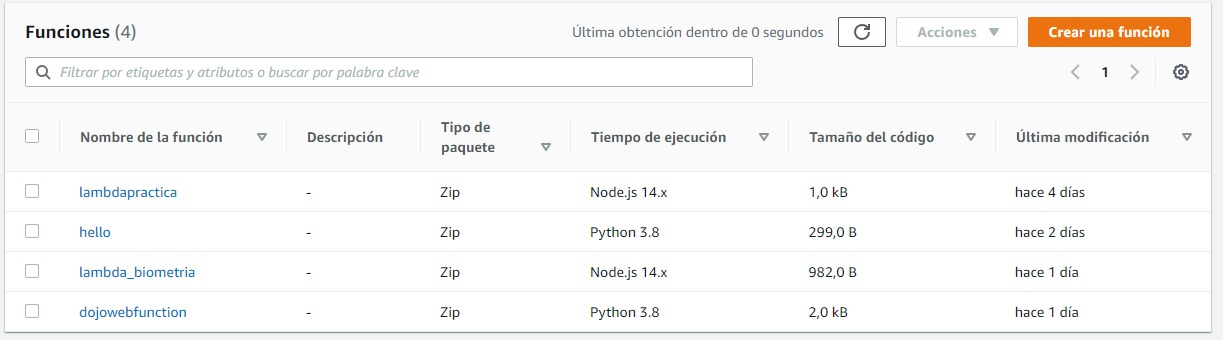 Funciones (4)
Última obtención dentro de 0 segundos
Acciones
Crear una función
Filtrar por etiquetas y atributos o buscar por palabra clave
1
Nombre de la función
Descripción
Tipo de
paquete
Tiempo de ejecución
Tamaño del código
Última modificación
lambdapractica - Zip Node.js 14.x 1,0 kB hace 4 días
hello - Zip Python 3.8 299,0 B hace 2 días
lambda_biometria - Zip Node.js 14.x 982,0 B hace 1 día
dojowebfunction - Zip Python 3.8 2,0 kB hace 1 día